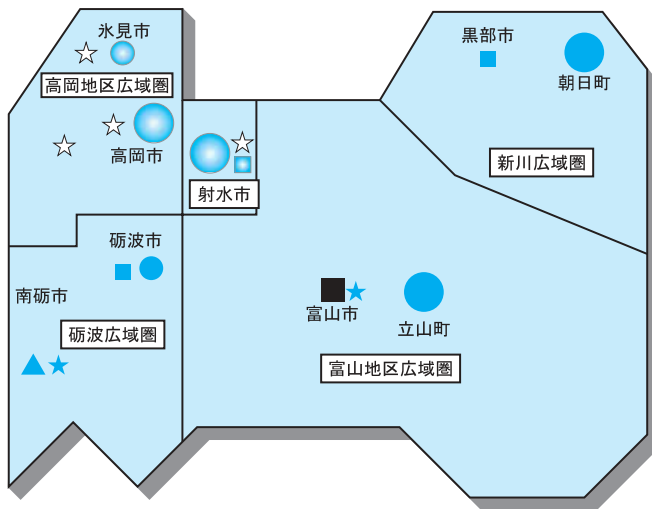 氷見市
高岡地区広域圏
高岡市
射水市
黒部市
朝日町
新川広域圏
砺波市
南砺市
砺波広域圏
富山市
立山町
富山地区広域圏